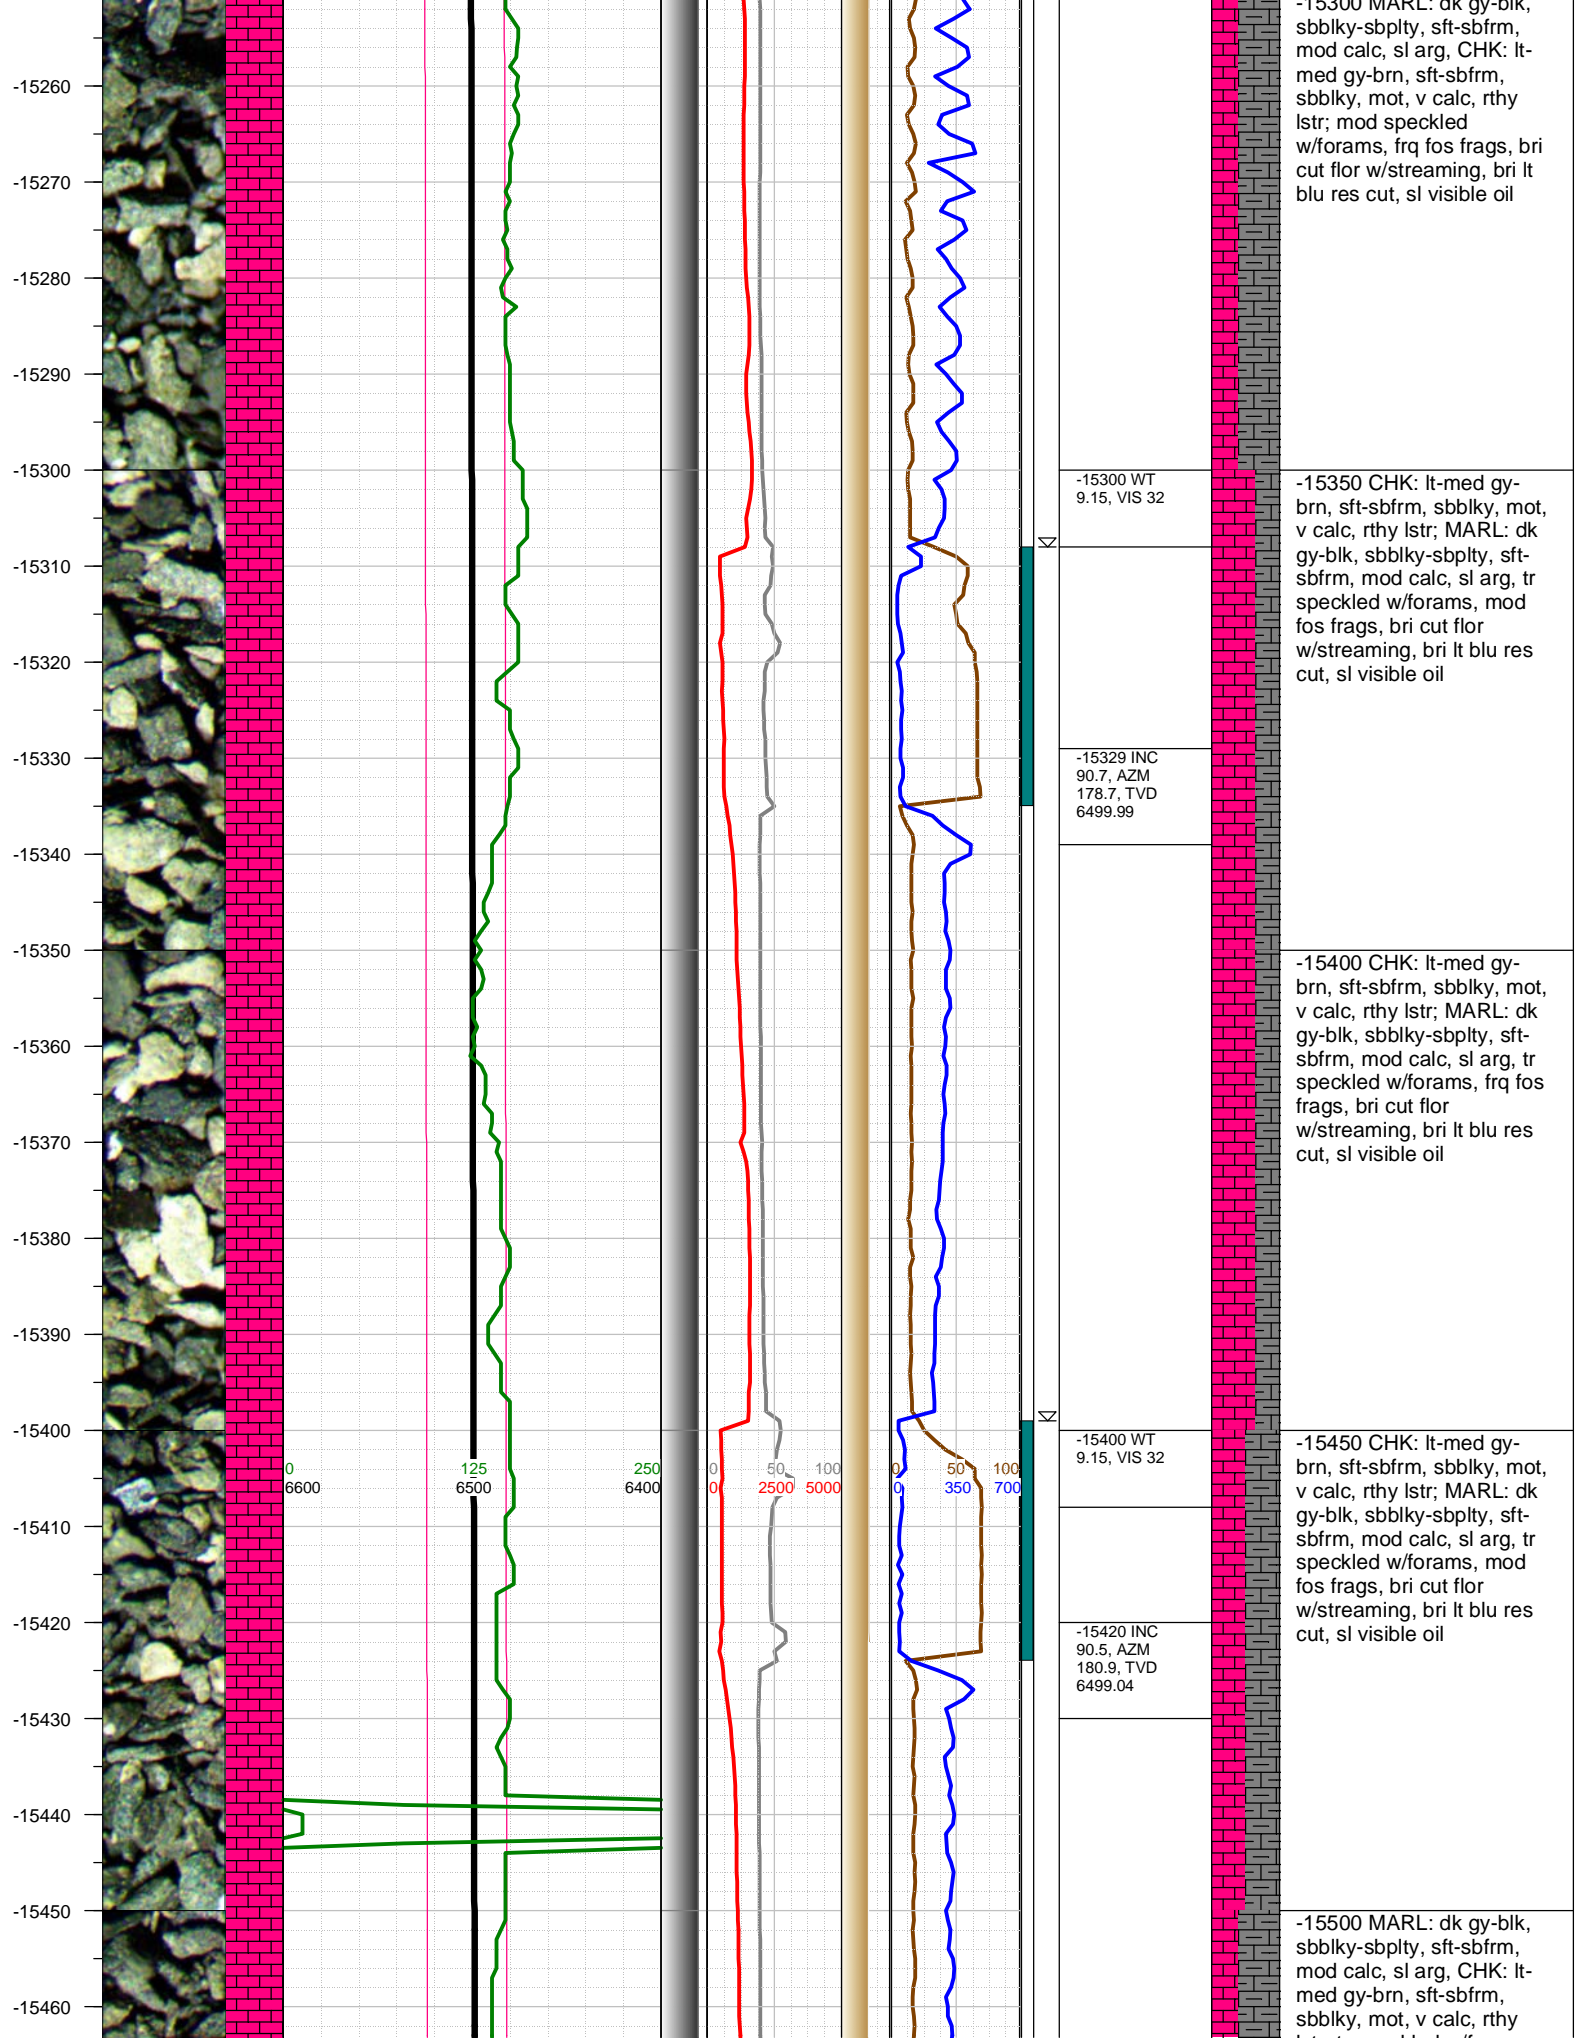 -15300 MARL: dk gy-blk,
sbblky-sbplty, sft-sbfrm,
mod calc, sl arg, CHK: lt-
med gy-brn, sft-sbfrm,
sbblky, mot, v calc, rthy
lstr; mod speckled
w/forams, frq fos frags, bri
cut flor w/streaming, bri lt
blu res cut, sl visible oil
-15260
-15270
-15280
-15290
-15300
-15310
-15320
-15330
-15340
-15350
-15360
-15370
-15380
-15390
-15400
-15410
-15420
-15430
-15440
-15450
-15460
-15300 WT
9.15, VIS 32
-15350 CHK: lt-med gy-
brn, sft-sbfrm, sbblky, mot,
v calc, rthy lstr; MARL: dk
gy-blk, sbblky-sbplty, sft-
sbfrm, mod calc, sl arg, tr
speckled w/forams, mod
fos frags, bri cut flor
w/streaming, bri lt blu res
cut, sl visible oil
-15329 INC
90.7, AZM
178.7, TVD
6499.99
-15400 CHK: lt-med gy-
brn, sft-sbfrm, sbblky, mot,
v calc, rthy lstr; MARL: dk
gy-blk, sbblky-sbplty, sft-
sbfrm, mod calc, sl arg, tr
speckled w/forams, frq fos
frags, bri cut flor
w/streaming, bri lt blu res
cut, sl visible oil
0 125 250 0 50 100 0 50 100
6600 6500 6400 0 2500 5000 0 350 700
-15400 WT
9.15, VIS 32
-15450 CHK: lt-med gy-
brn, sft-sbfrm, sbblky, mot,
v calc, rthy lstr; MARL: dk
gy-blk, sbblky-sbplty, sft-
sbfrm, mod calc, sl arg, tr
speckled w/forams, mod
fos frags, bri cut flor
w/streaming, bri lt blu res
cut, sl visible oil
-15420 INC
90.5, AZM
180.9, TVD
6499.04
-15500 MARL: dk gy-blk,
sbblky-sbplty, sft-sbfrm,
mod calc, sl arg, CHK: lt-
med gy-brn, sft-sbfrm,
sbblky, mot, v calc, rthy